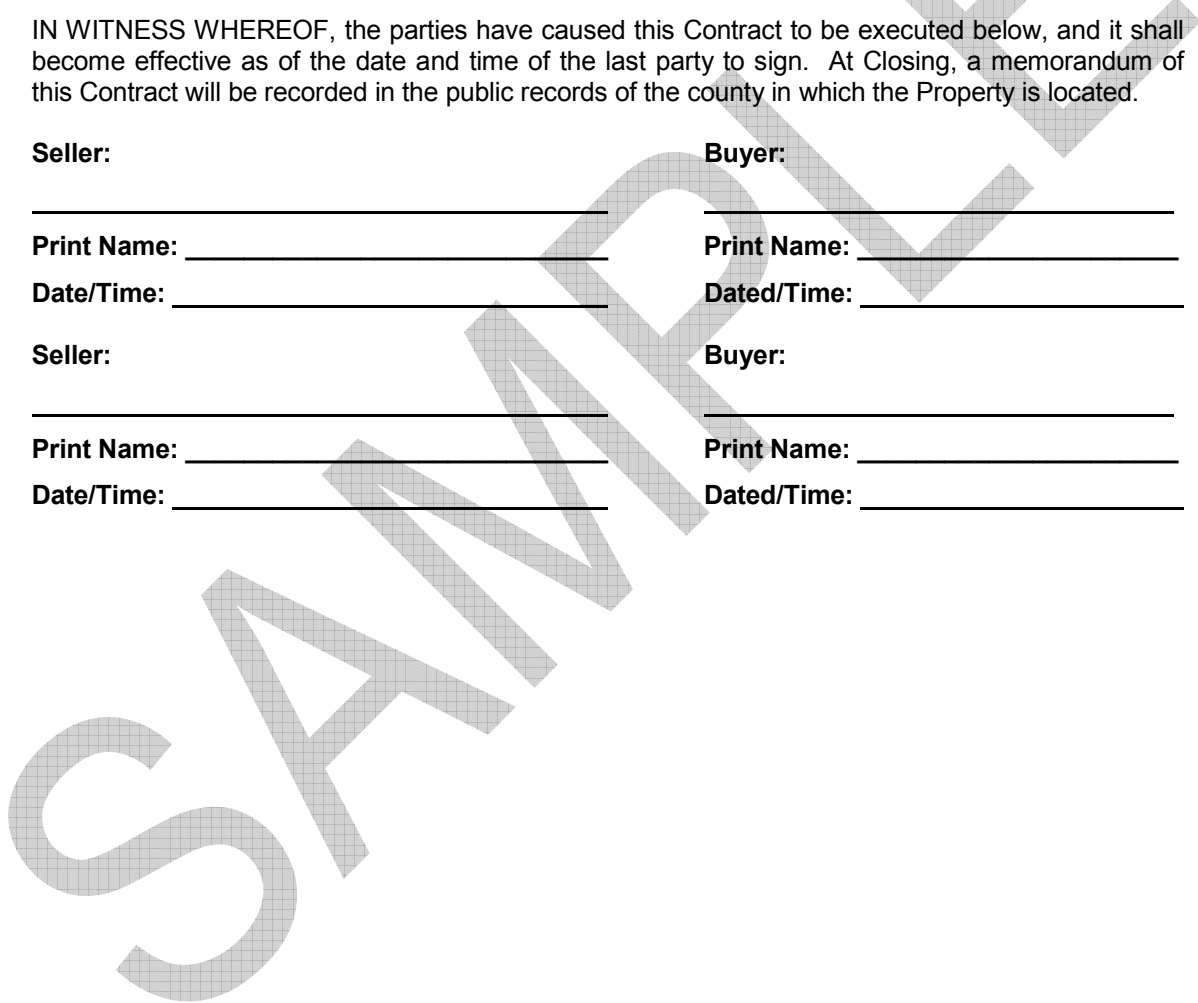 IN WITNESS WHEREOF, the parties have caused this Contract to be executed below, and it shall
become effective as of the date and time of the last party to sign. At Closing, a memorandum of
this Contract will be recorded in the public records of the county in which the Property is located.
Seller: Buyer:
Print Name: Print Name:
Date/Time: Dated/Time:
Seller: Buyer:
Print Name: Print Name:
Date/Time: Dated/Time:
SAMPLE